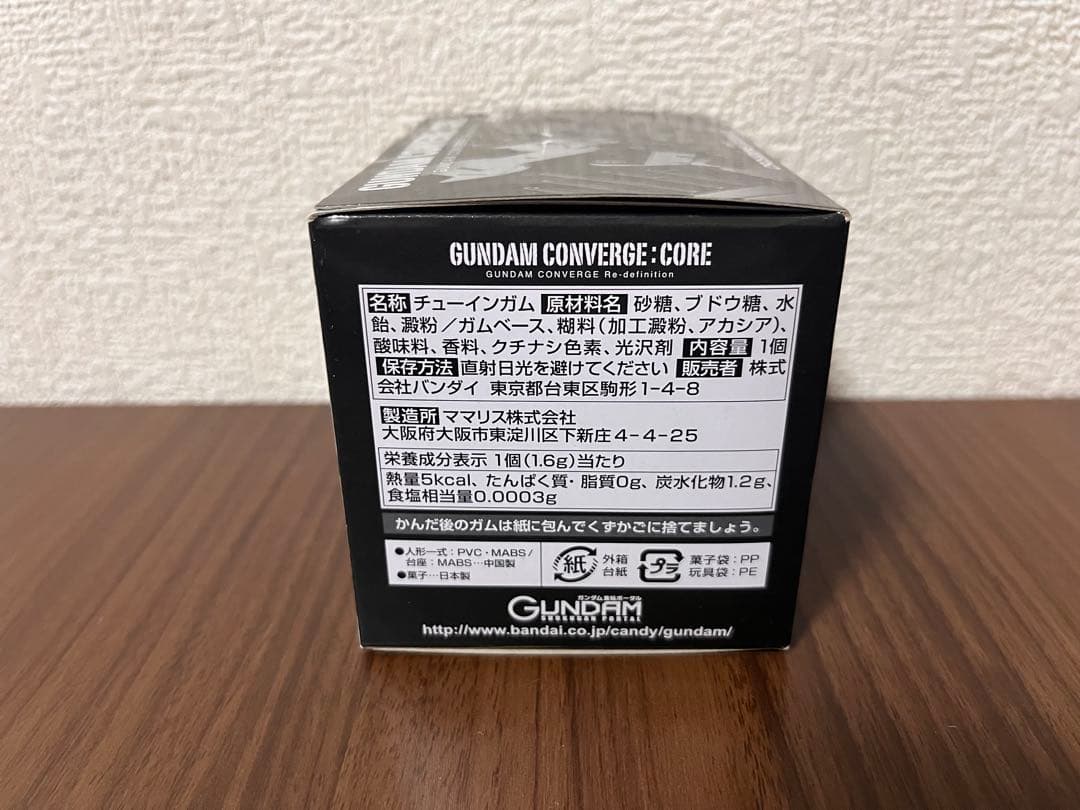 GUNDAM CONVERGE:CORE
GUNDAM CONVERGE Re-definition
名称 チューインガム 原材料名 砂糖、ブドウ糖、水
飴、澱粉／ガムベース、糊料(加工澱粉、アカシア)、
酸味料、香料、クチナシ色素、光沢剤 内容量 1個
保存方法 直射日光を避けてください 販売者 株式
会社バンダイ 東京都台東区駒形1-4-8
製造所 ママリス株式会社
大阪府大阪市東淀川区下新庄4-4-25
栄養成分表示 1個(1.6g)当たり
熱量5kcal、たんぱく質・脂質0g、炭水化物1.2g、
食塩相当量0.0003g
かんだ後のガムは紙に包んでくずかごに捨てましょう。
●人形一式:PVC・MABS/
台座:MABS…中国製
●菓子…日本製
紙 外箱
台紙
プラ 菓子袋:PP
玩具袋:PE
ガンダム食玩ポータル
GUNDAM
SHOKUGAN PORTAL
http://www.bandai.co.jp/candy/gundam/